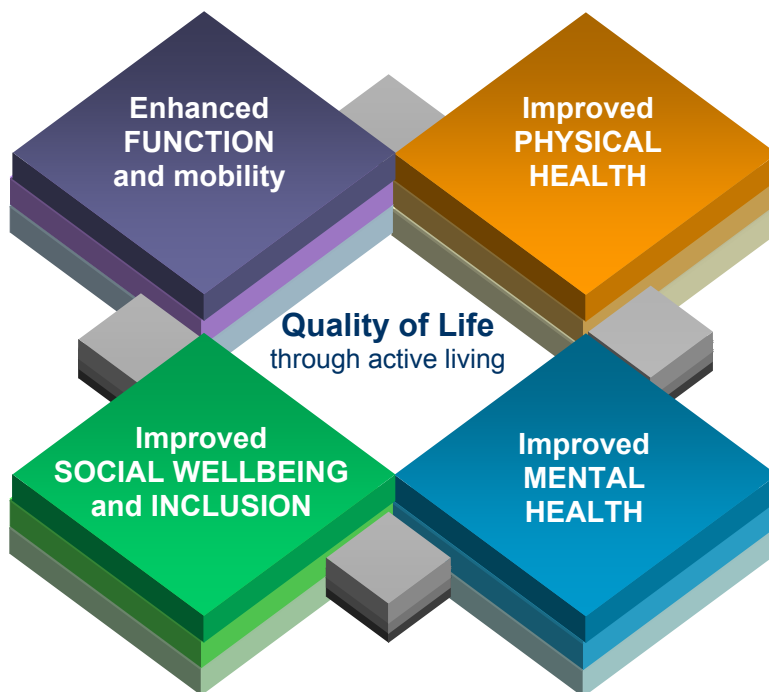 Enhanced
FUNCTION
and mobility
Improved
PHYSICAL
HEALTH
Quality of Life
through active living
Improved
SOCIAL WELLBEING
and INCLUSION
Improved
MENTAL
HEALTH